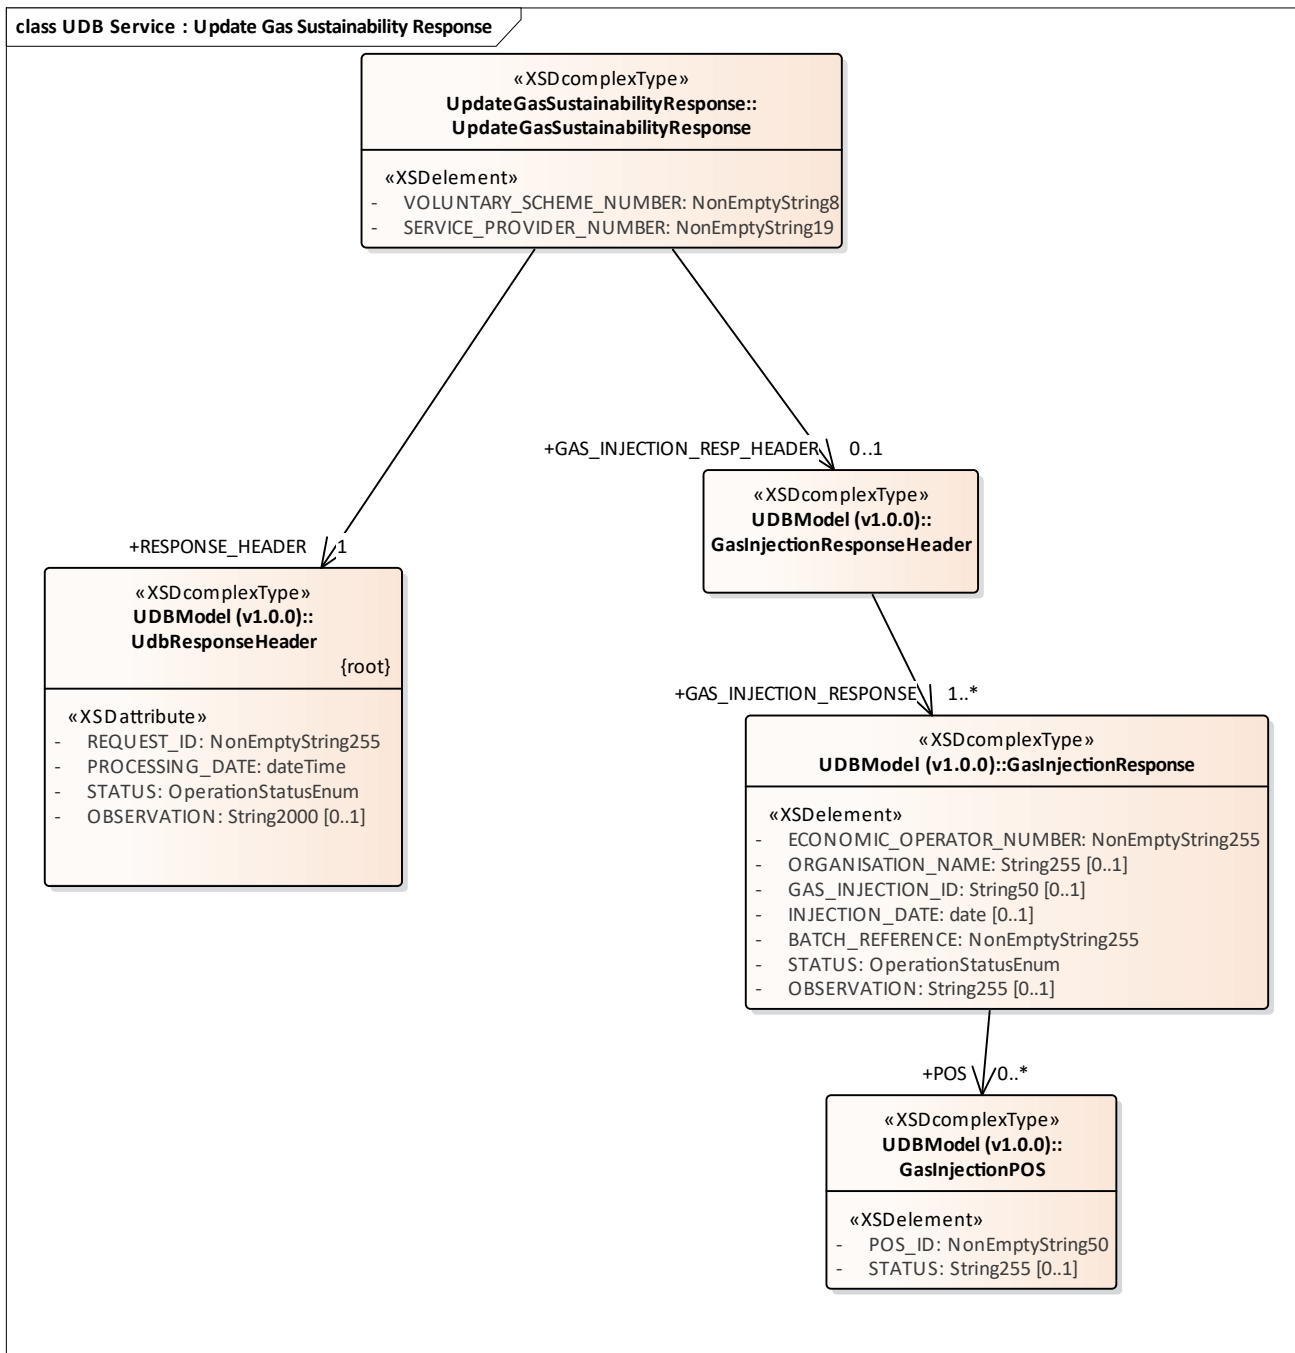 class UDB Service : Update Gas Sustainability Response
«XSDcomplexType»
UpdateGasSustainabilityResponse::
UpdateGasSustainabilityResponse
«XSDelement»
- VOLUNTARY_SCHEME_NUMBER: NonEmptyString8
- SERVICE_PROVIDER_NUMBER: NonEmptyString19
+GAS_INJECTION_RESP_HEADER 0..1
«XSDcomplexType»
UDBModel (v1.0.0)::
GasInjectionResponseHeader
+RESPONSE_HEADER 1
«XSDcomplexType»
UDBModel (v1.0.0)::
UdbResponseHeader
{root}
«XSDattribute»
- REQUEST_ID: NonEmptyString255
- PROCESSING_DATE: dateTime
- STATUS: OperationStatusEnum
- OBSERVATION: String2000 [0..1]
+GAS_INJECTION_RESPONSE 1..*
«XSDcomplexType»
UDBModel (v1.0.0)::GasInjectionResponse
«XSDelement»
- ECONOMIC_OPERATOR_NUMBER: NonEmptyString255
- ORGANISATION_NAME: String255 [0..1]
- GAS_INJECTION_ID: String50 [0..1]
- INJECTION_DATE: date [0..1]
- BATCH_REFERENCE: NonEmptyString255
- STATUS: OperationStatusEnum
- OBSERVATION: String255 [0..1]
+POS 0..*
«XSDcomplexType»
UDBModel (v1.0.0)::
GasInjectionPOS
«XSDelement»
- POS_ID: NonEmptyString50
- STATUS: String255 [0..1]